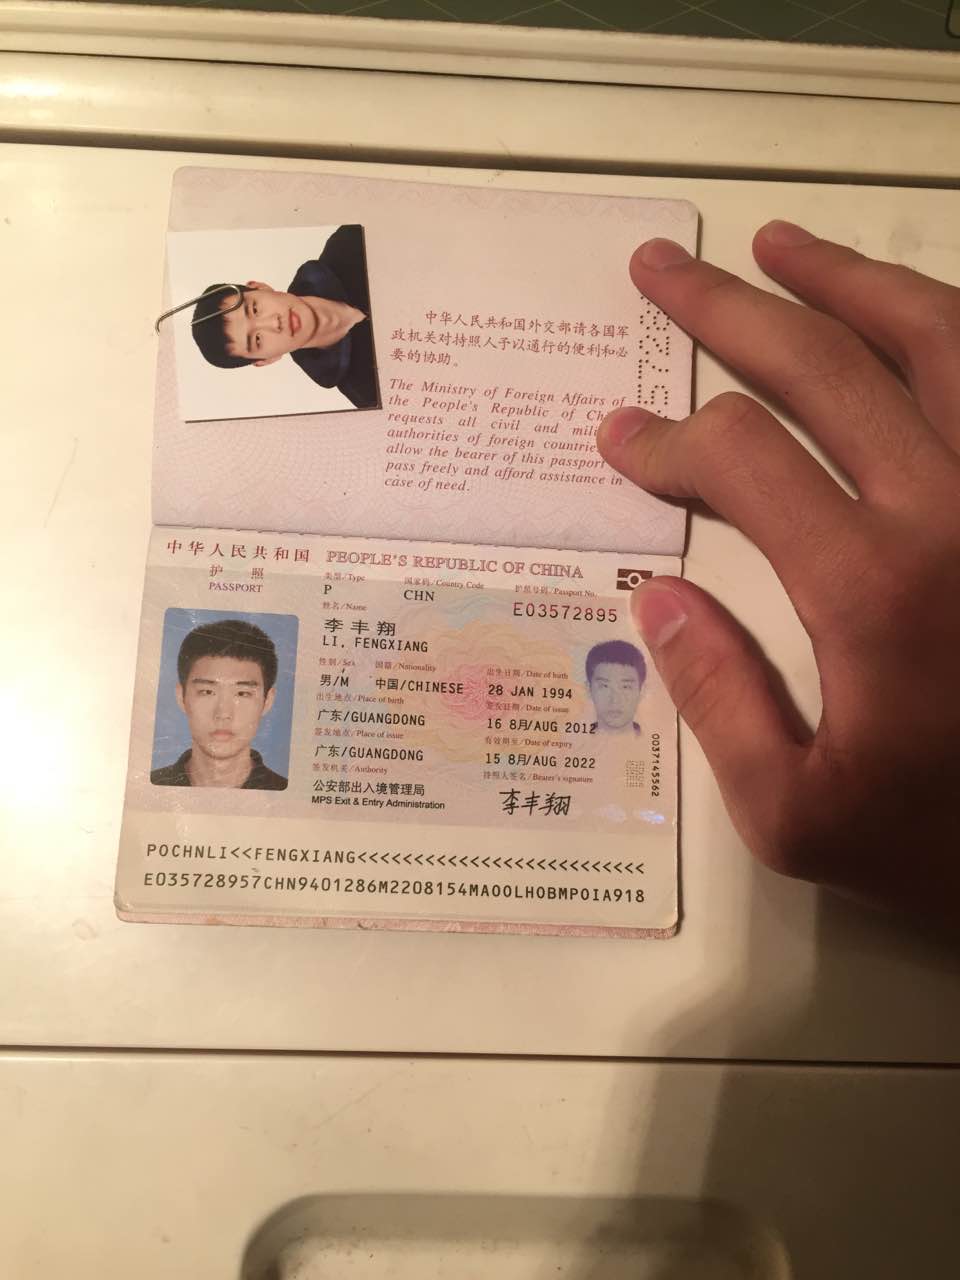 中华人民共和国外交部请各国军
政机关对持照人予以通行的便利和必
要的协助。
The Ministry of Foreign Affairs of
the People's Republic of
requests all civil and
authorities of foreign
allow the bearer of this passport
pass freely and afford assistance in
case of need.
中华人民共和国 PEOPLE'S REPUBLIC OF CHINA
护照
PASSPORT
类型/Type 国家码/Country Code 护照号码/Passport No.
P CHN E03572895
姓名/Name
李丰翔
LI, FENGXIANG
性别/Sex 国籍/Nationality 出生日期/Date of birth
男/M 中国/CHINESE 28 JAN 1994
出生地点/Place of birth 签发日期/Date of issue
广东/GUANGDONG 16 8月/AUG 2012
签发地点/Place of issue 有效期至/Date of expiry
广东/GUANGDONG 15 8月/AUG 2022
签发机关/Authority 持照人签名/Bearer's signature
公安部出入境管理局
MPS Exit & Entry Administration
李丰翔
0037145562
POCHNLI<<FENGXIANG<<<<<<<<<<<<<<<<<<<<<<<<<<
E035728957CHN9401286M2208154MAOOLHOBMPOIA918